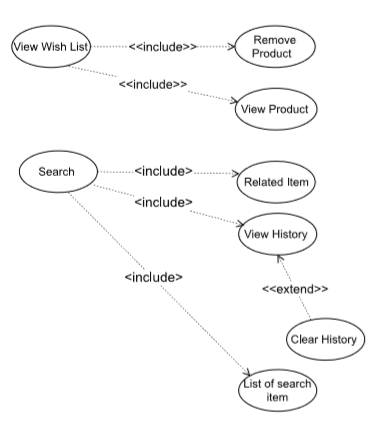 View Wish List
<<include>>
Remove
Product
<<include>>
View Product
Search
<include>
Related Item
<include>
View History
<include>
<<extend>>
Clear History
List of search
item